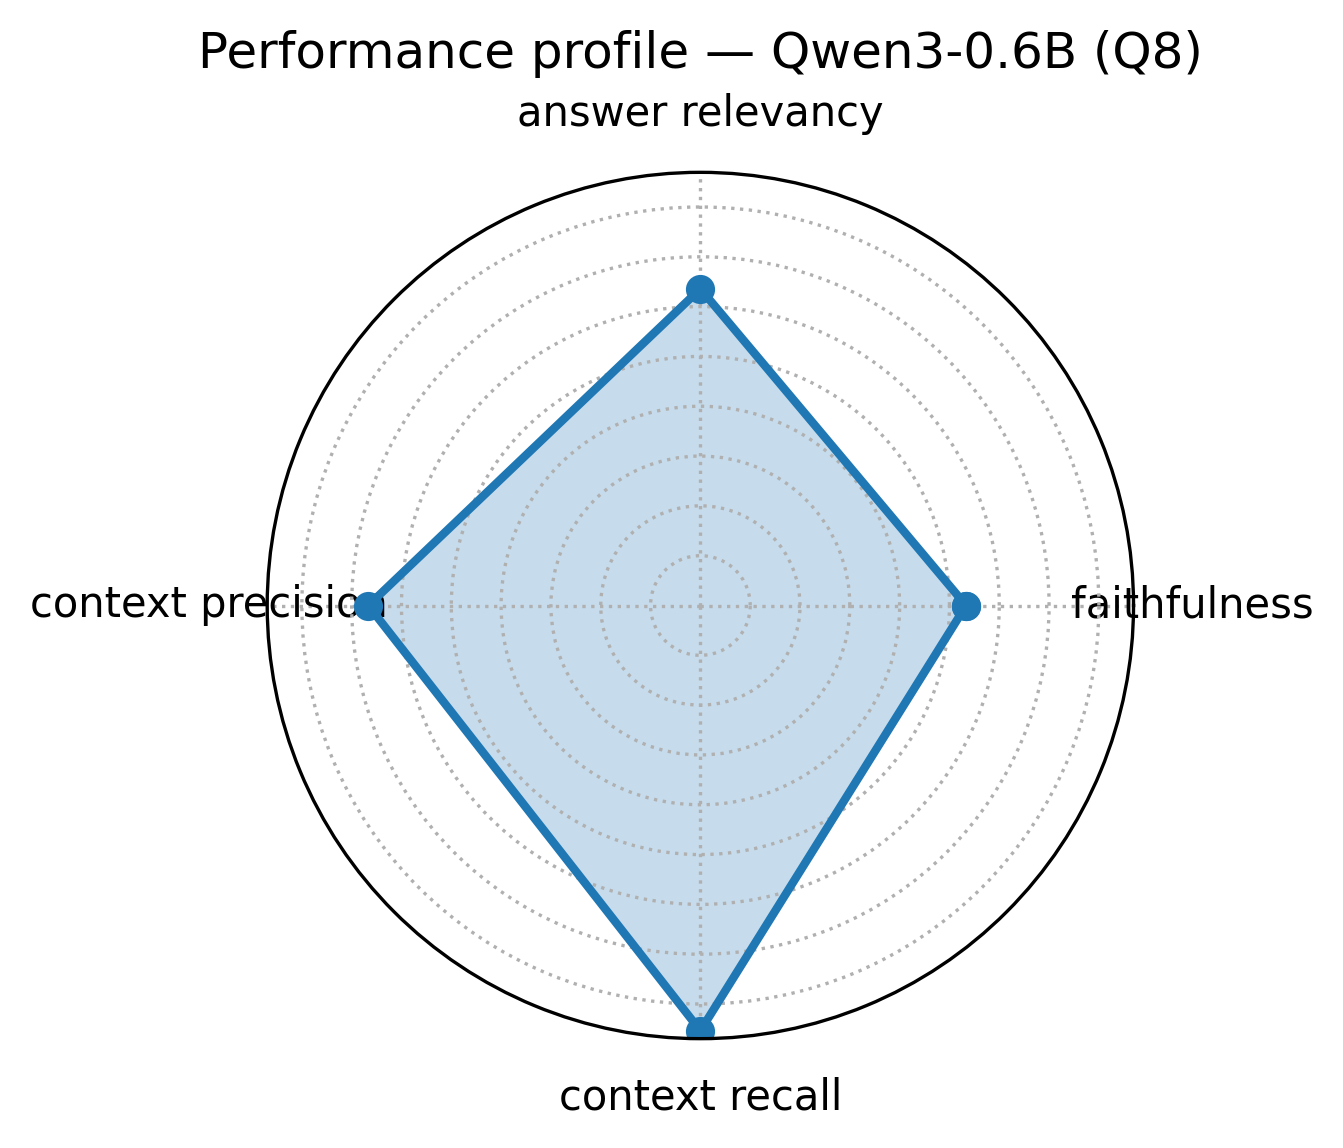 Performance profile — Qwen3-0.6B (Q8)
answer relevancy
context precision
faithfulness
context recall